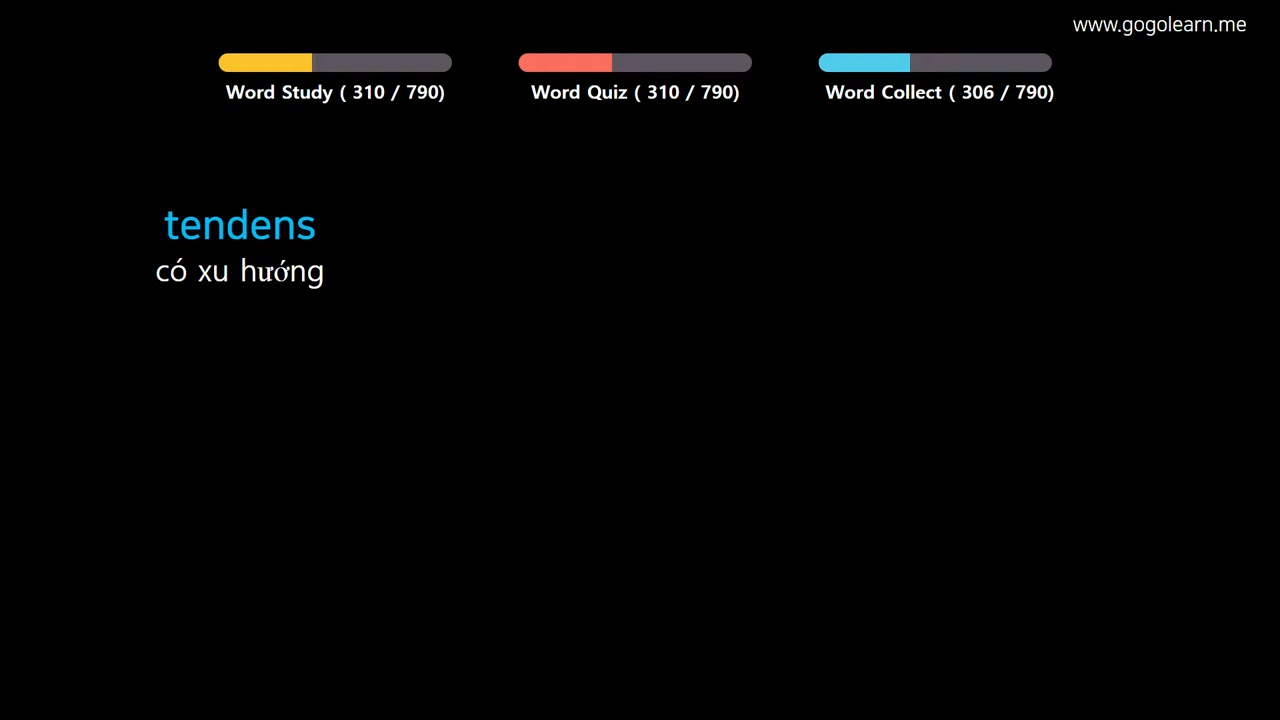 www.gogolearn.me
Word Study ( 310 / 790)
Word Quiz ( 310 / 790)
Word Collect ( 306 / 790)
tendens
có xu hướng